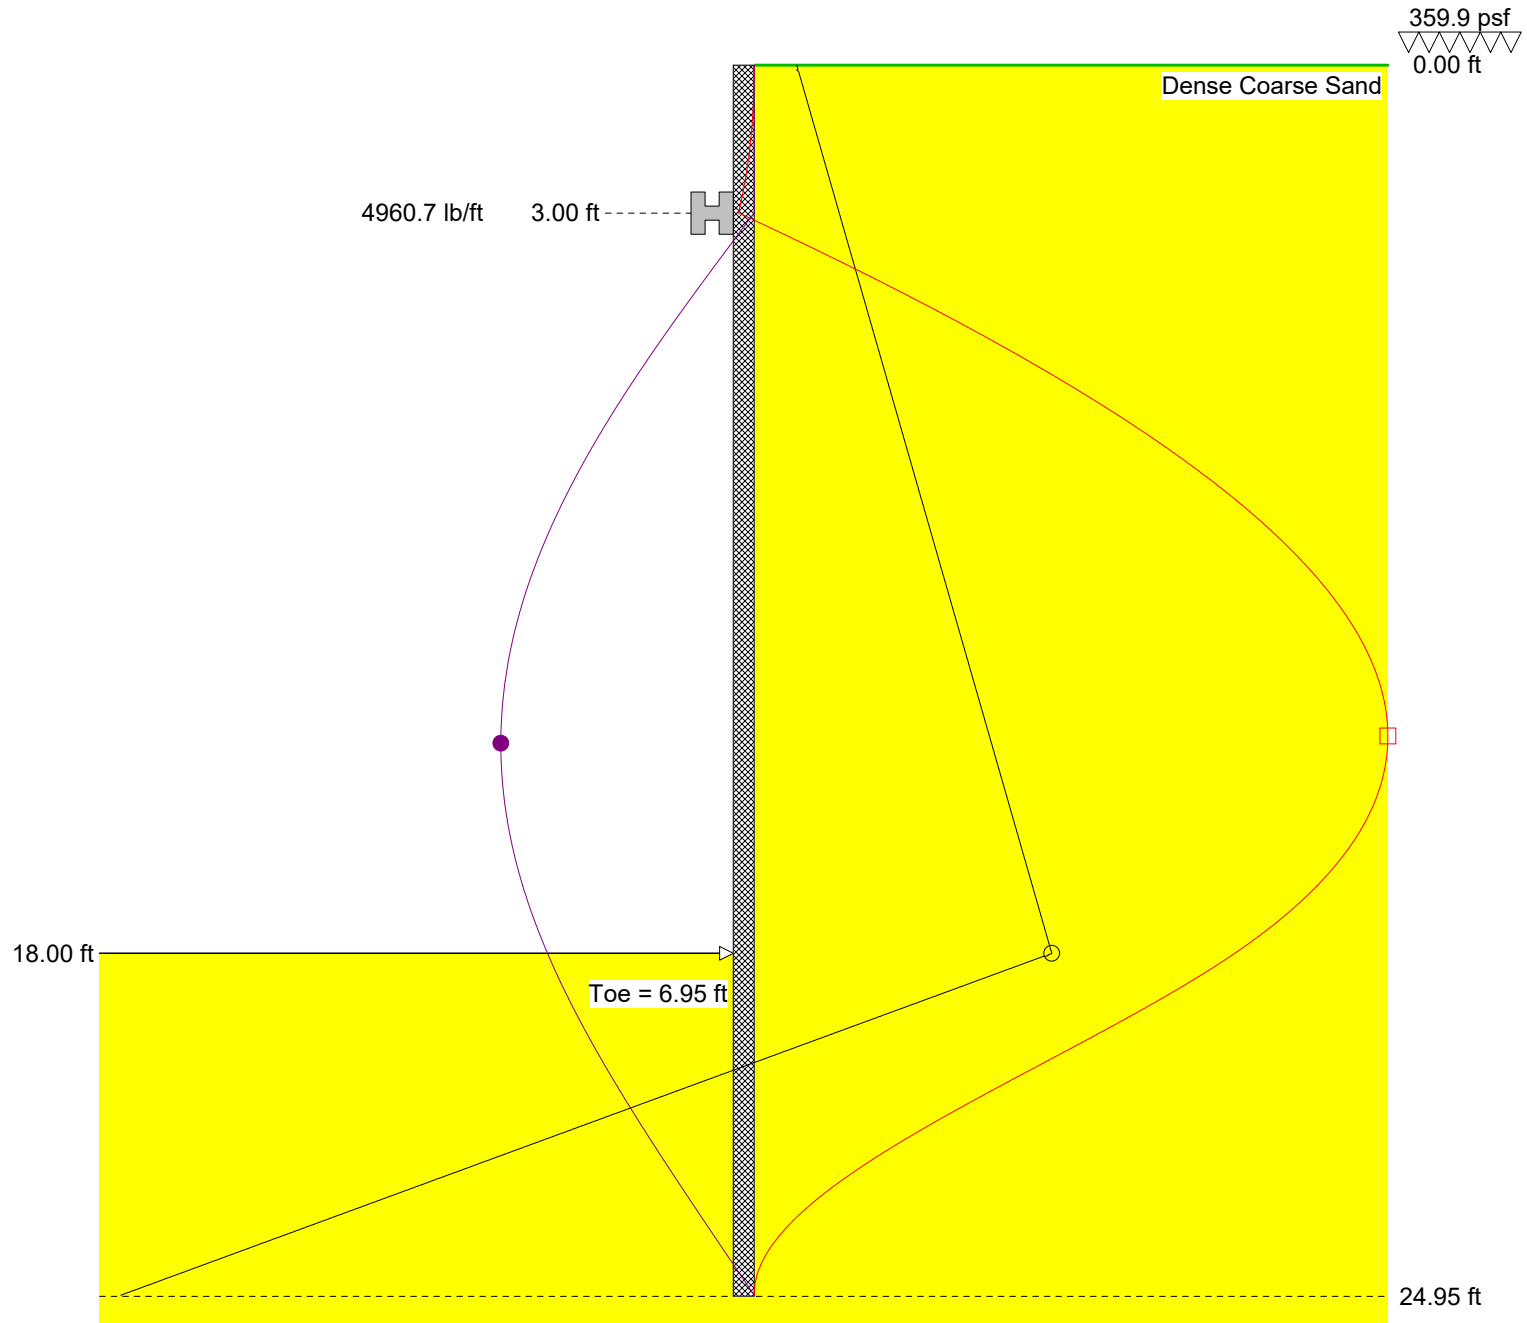 359.9 psf
0.00 ft
Dense Coarse Sand
4960.7 lb/ft
3.00 ft
18.00 ft
Toe = 6.95 ft
24.95 ft